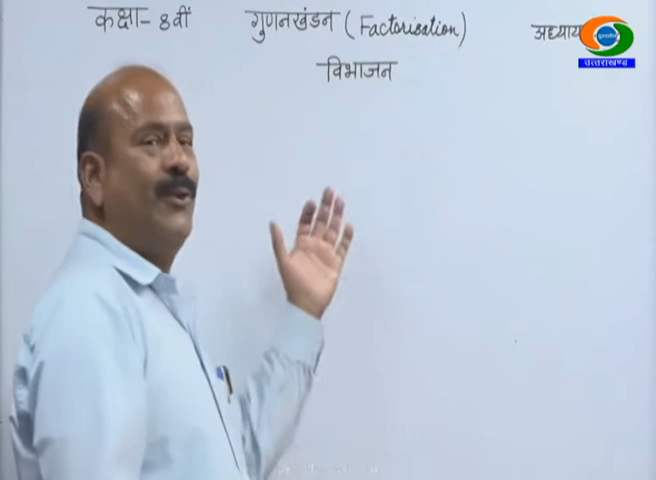 कक्षा- 8वीं गुणनखंडन (Factorisation) अध्याय
विभाजन
उत्तराखण्ड